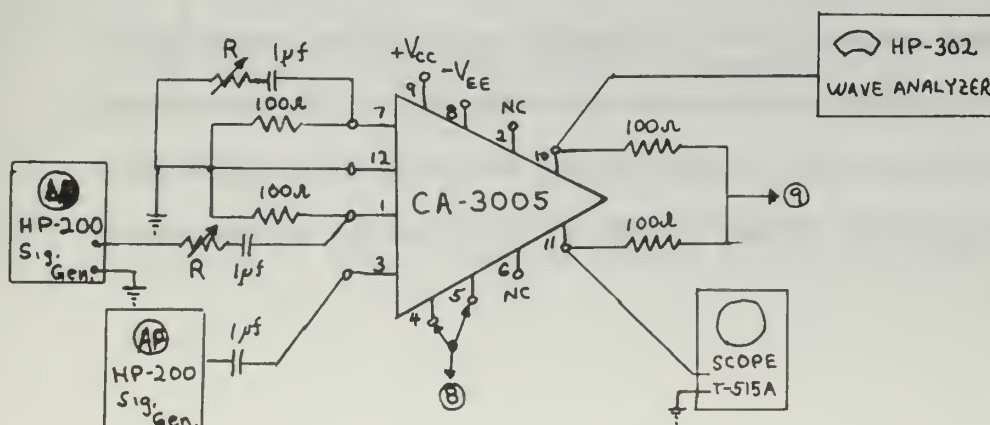 R
1μf
100Ω
7
12
100Ω
1
R
1μf
3
+VCC
9
-VEE
8
NC
2
10
CA-3005
11
6
NC
5
4
⑧
100Ω
100Ω
⑨
HP-302
WAVE ANALYZER
HP-200
Sig.
Gen.
1μf
HP-200
Sig.
Gen.
SCOPE
T-515A